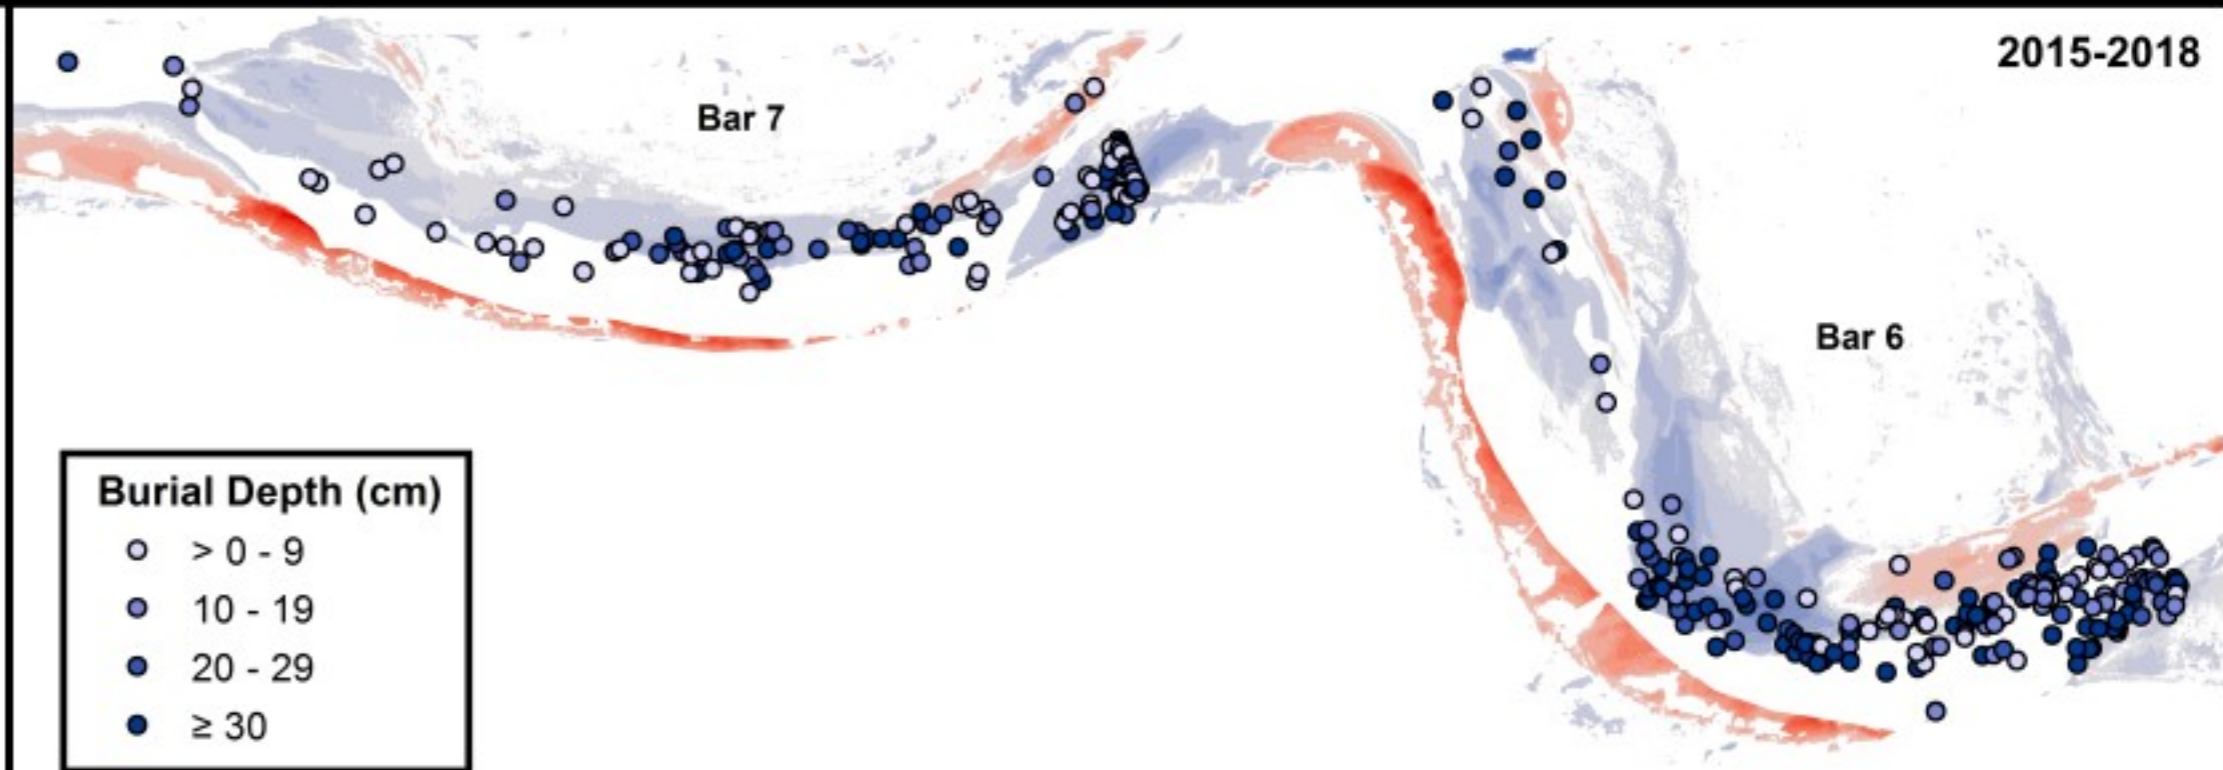 2015-2018
Bar 7
Bar 6
Burial Depth (cm)
> 0 - 9
10 - 19
20 - 29
≥ 30